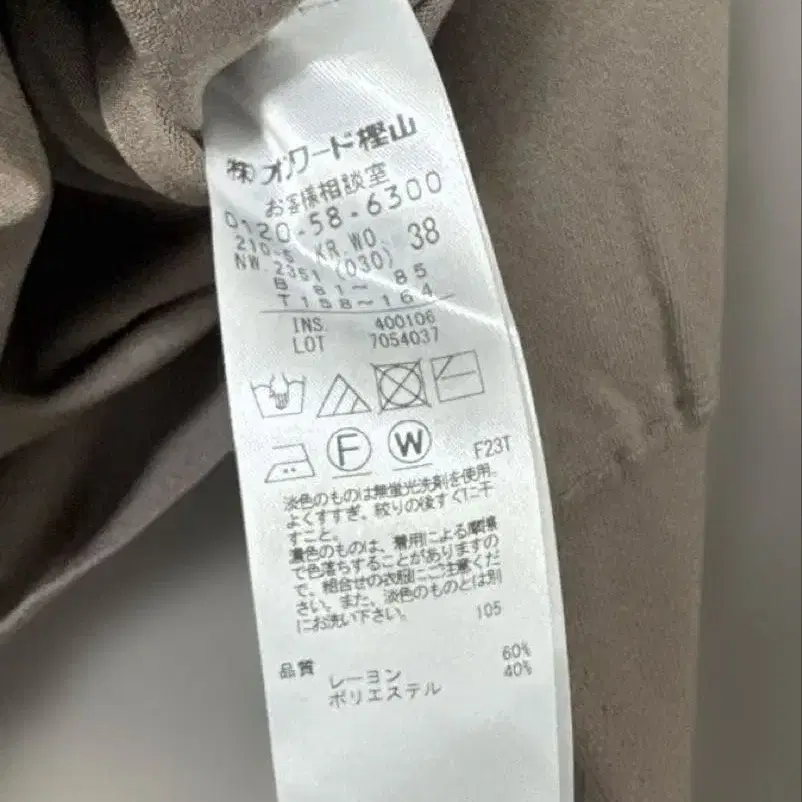 ㈱オンワード樫山
お客様相談室
0120-58-6300
210-5 KR.WO. 38
NW.2351 (030)
B 81～ 85
T158～164
INS 400106
LOT 7054037
F W F23T
淡色のものは無蛍光洗剤を使用。
よくすすぎ、絞りの後すぐに干
すこと。
濃色のものは、着用による摩擦
で色落ちすることがありますの
で、組合せの衣服にご注意くだ
さい。また、淡色のものとは別
にお洗い下さい。 105
品質 レーヨン 60%
ポリエステル 40%